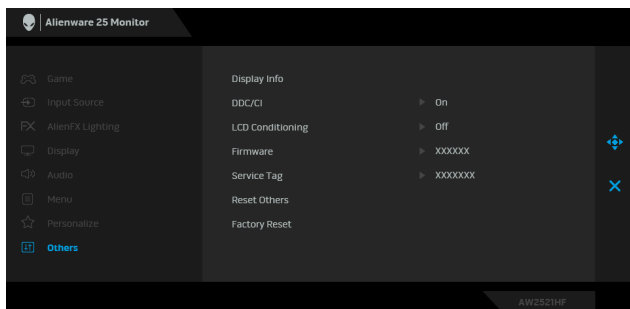 Alienware 25 Monitor
Game
Input Source
FX AlienFX Lighting
Display
Audio
Menu
Personalize
Others
Display Info
DDC/CI On
LCD Conditioning Off
Firmware XXXXXX
Service Tag XXXXXXX
Reset Others
Factory Reset
AW2521HF